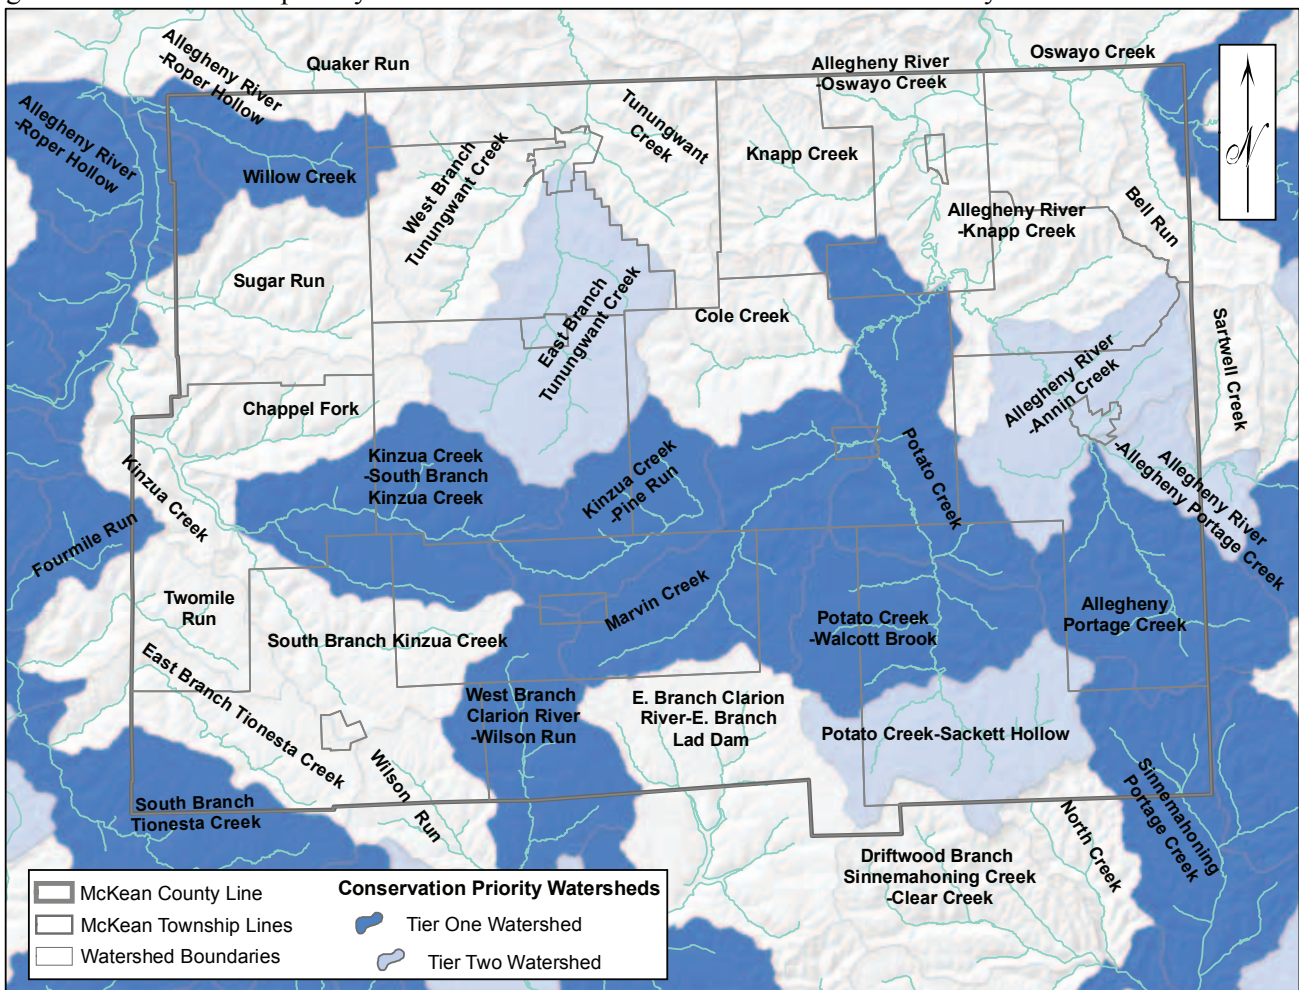 Quaker Run
Allegheny River
-Roper Hollow
Allegheny River
-Oswayo Creek
Oswayo Creek
Allegheny River
-Roper Hollow
Tunungwant
Creek
Knapp Creek
N
Willow Creek
West Branch
Tunungwant Creek
Allegheny River
-Knapp Creek
Bell Run
Sugar Run
East Branch
Tunungwant Creek
Cole Creek
Sartwell Creek
Allegheny River
-Annin Creek
Chappel Fork
Kinzua Creek
-South Branch
Kinzua Creek
Kinzua Creek
-Pine Run
Potato Creek
Allegheny River
-Allegheny Portage Creek
Kinzua Creek
Fourmile Run
Twomile
Run
South Branch Kinzua Creek
Marvin Creek
Potato Creek
-Walcott Brook
Allegheny
Portage Creek
East Branch Tionesta Creek
West Branch
Clarion River
-Wilson Run
E. Branch Clarion
River-E. Branch
Lad Dam
Potato Creek-Sackett Hollow
Sinnemahoning
Portage Creek
Wilson Run
South Branch
Tionesta Creek
North Creek
Driftwood Branch
Sinnemahoning Creek
-Clear Creek
McKean County Line
McKean Township Lines
Watershed Boundaries
Conservation Priority Watersheds
Tier One Watershed
Tier Two Watershed